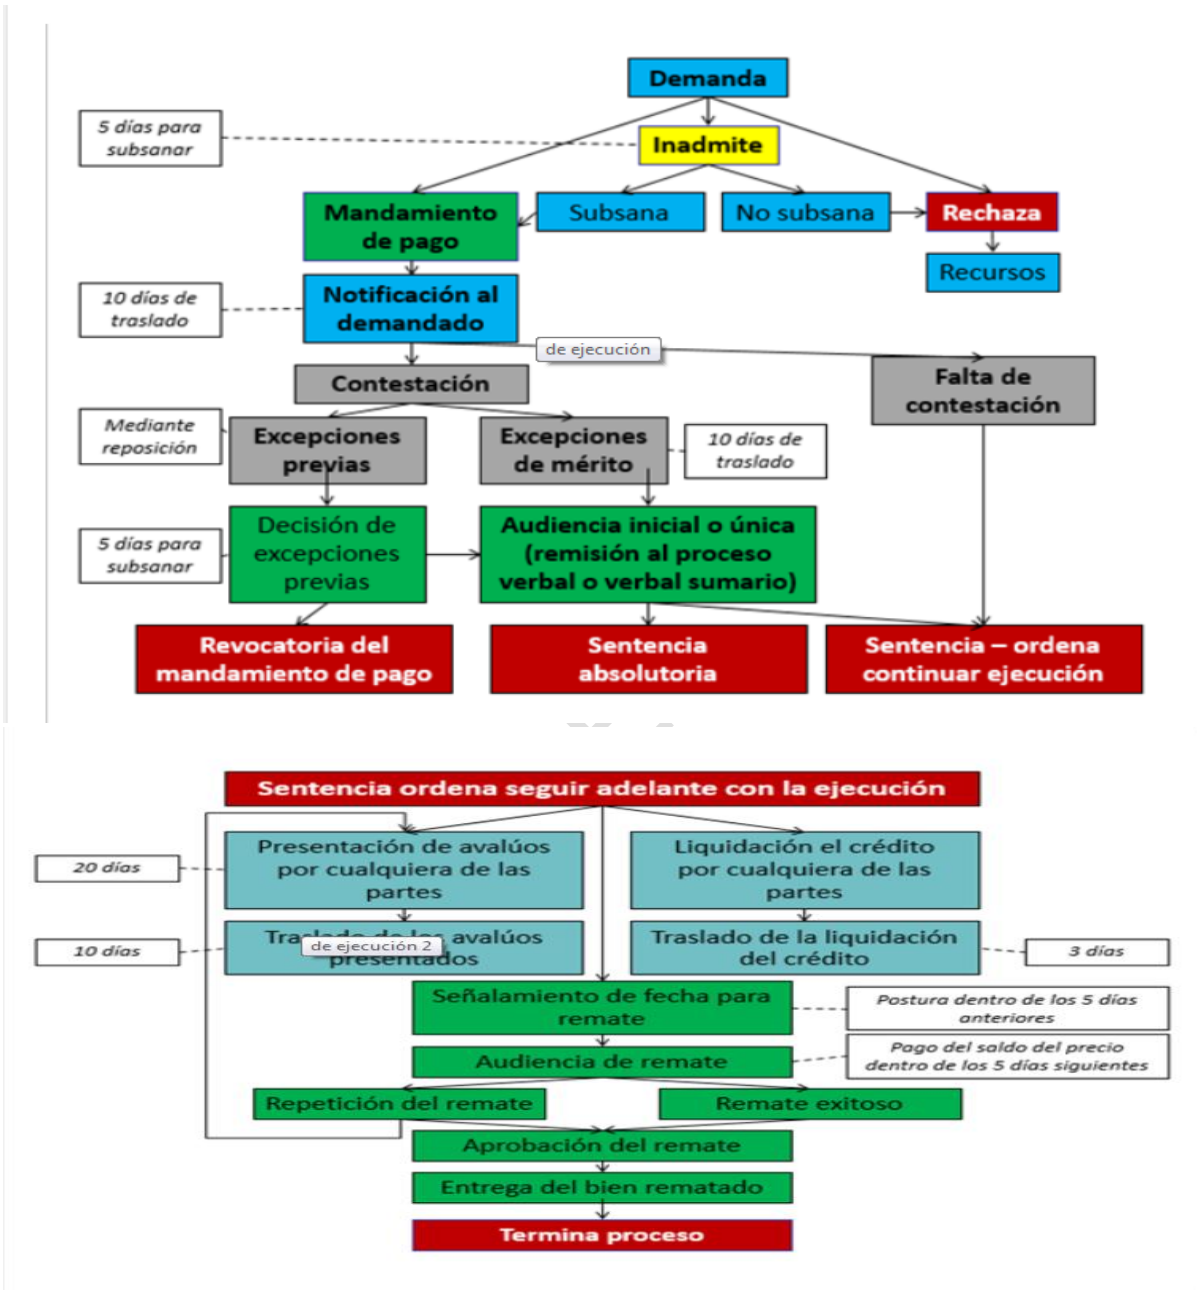 Demanda
5 días para
subsanar
Inadmite
Mandamiento
de pago
Subsana
No subsana
Rechaza
Recursos
10 días de
traslado
Notificación al
demandado
de ejecución
Contestación
Falta de
contestación
Mediante
reposición
Excepciones
previas
Excepciones
de mérito
10 días de
traslado
5 días para
subsanar
Decisión de
excepciones
previas
Audiencia inicial o única
(remisión al proceso
verbal o verbal sumario)
Revocatoria del
mandamiento de pago
Sentencia
absolutoria
Sentencia – ordena
continuar ejecución
Sentencia ordena seguir adelante con la ejecución
20 días
Presentación de avalúos
por cualquiera de las
partes
Liquidación el crédito
por cualquiera de las
partes
10 días
avalúos
presentados
de ejecución 2
Traslado de la liquidación
del crédito
3 días
Señalamiento de fecha para
remate
Postura dentro de los 5 días
anteriores
Audiencia de remate
Pago del saldo del precio
dentro de los 5 días siguientes
Repetición del remate
Remate exitoso
Aprobación del remate
Entrega del bien rematado
Termina proceso